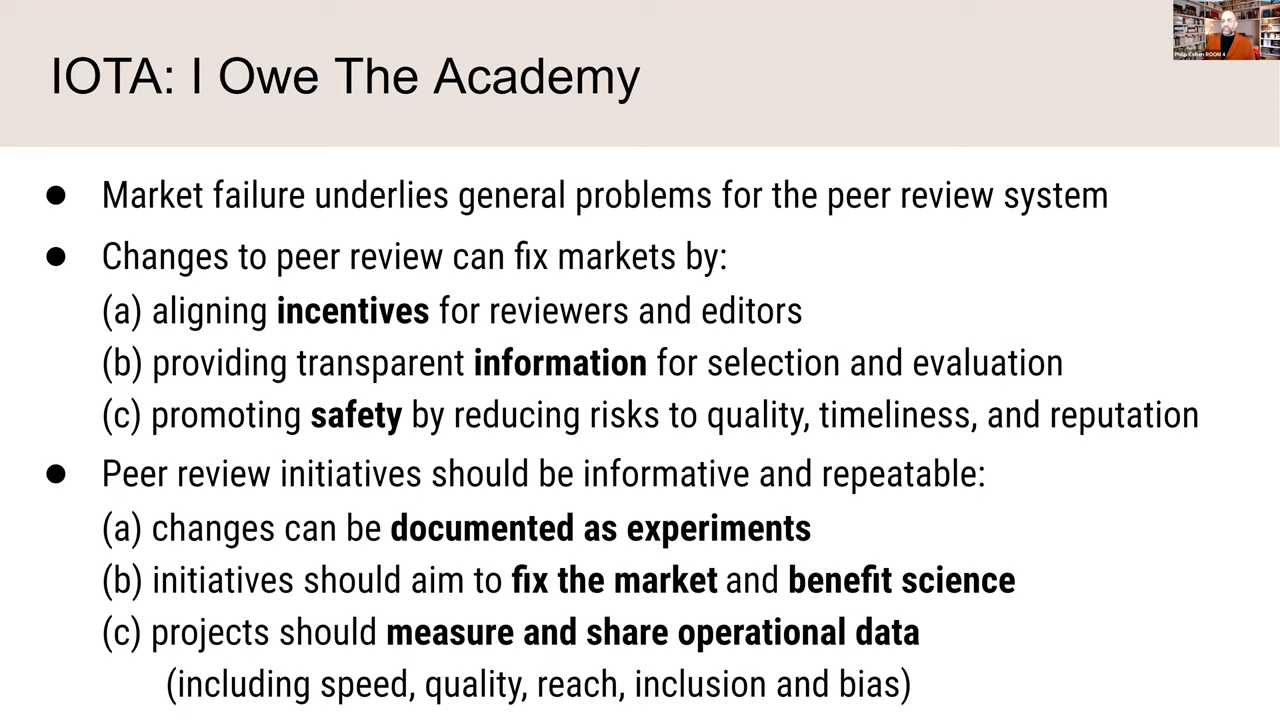 IOTA: I Owe The Academy
Philip Cohen ROOM 4
● Market failure underlies general problems for the peer review system
● Changes to peer review can fix markets by:
(a) aligning incentives for reviewers and editors
(b) providing transparent information for selection and evaluation
(c) promoting safety by reducing risks to quality, timeliness, and reputation
● Peer review initiatives should be informative and repeatable:
(a) changes can be documented as experiments
(b) initiatives should aim to fix the market and benefit science
(c) projects should measure and share operational data
(including speed, quality, reach, inclusion and bias)